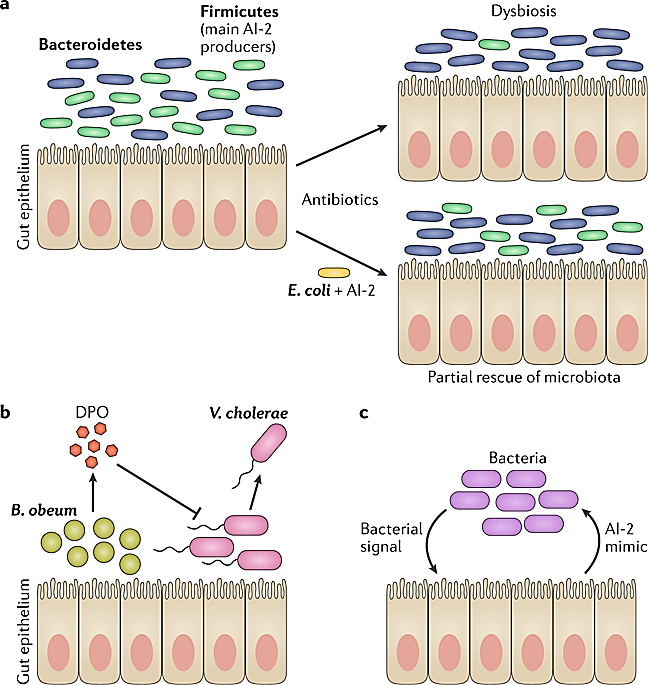 a
Bacteroidetes
Firmicutes
(main AI-2
producers)
Gut epithelium
Antibiotics
E. coli + AI-2
Dysbiosis
Partial rescue of microbiota
b
DPO
V. cholerae
B. obeum
Gut epithelium
c
Bacteria
Bacterial
signal
AI-2
mimic